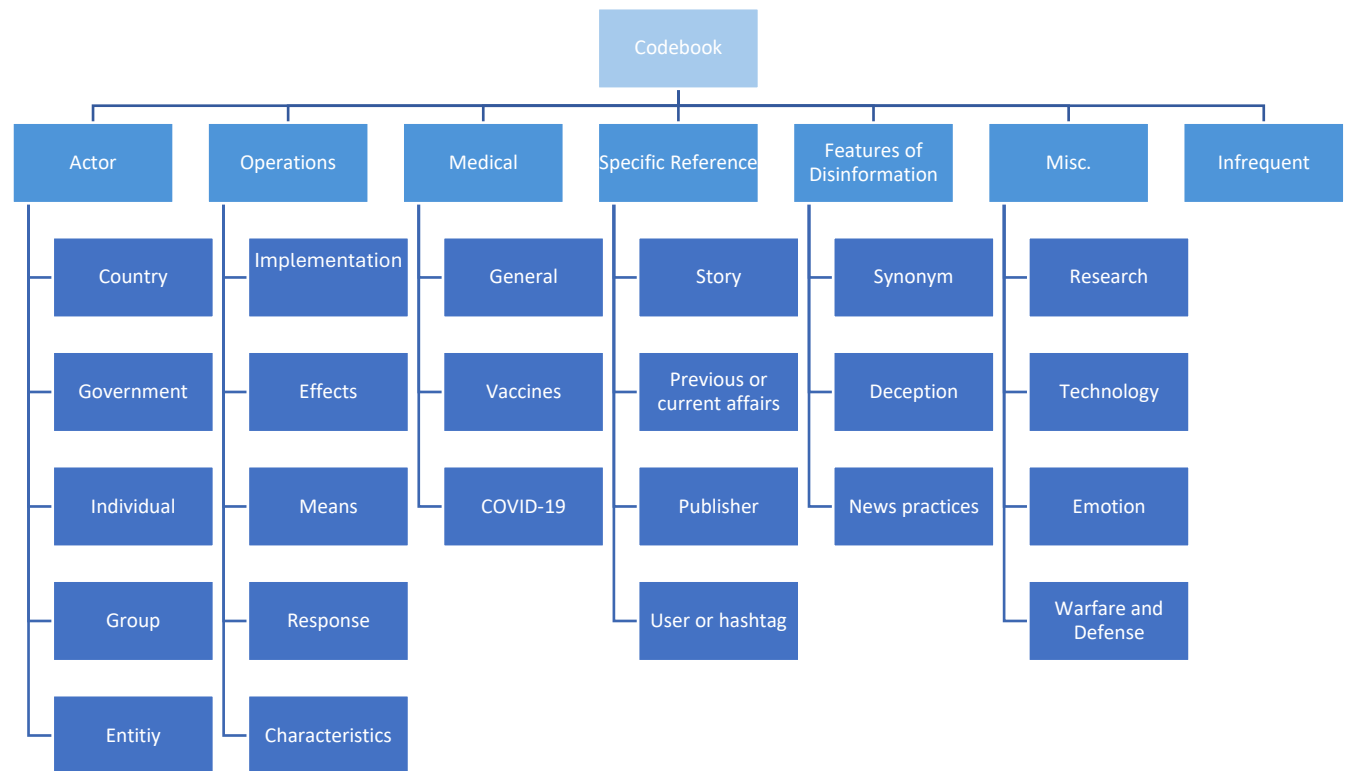 Codebook
Actor
Operations
Medical
Specific Reference
Features of
Disinformation
Misc.
Infrequent
Country
Implementation
General
Story
Synonym
Research
Government
Effects
Vaccines
Previous or
current affairs
Deception
Technology
Individual
Means
COVID-19
Publisher
News practices
Emotion
Group
Response
User or hashtag
Warfare and
Defense
Entitiy
Characteristics